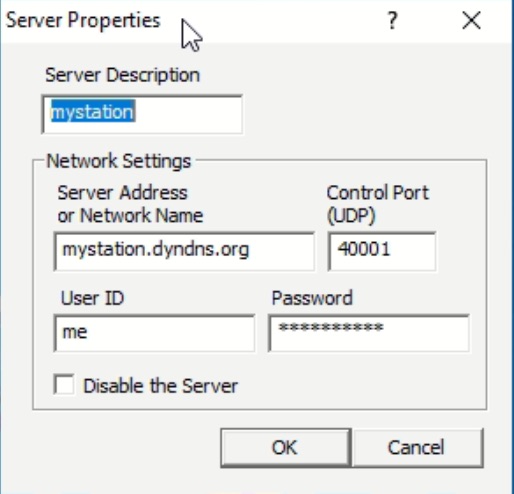 Server Properties ?
Server Description
mystation
Network Settings
Server Address
or Network Name
Control Port
(UDP)
mystation.dyndns.org
40001
User ID
Password
me
**********
Disable the Server
OK
Cancel